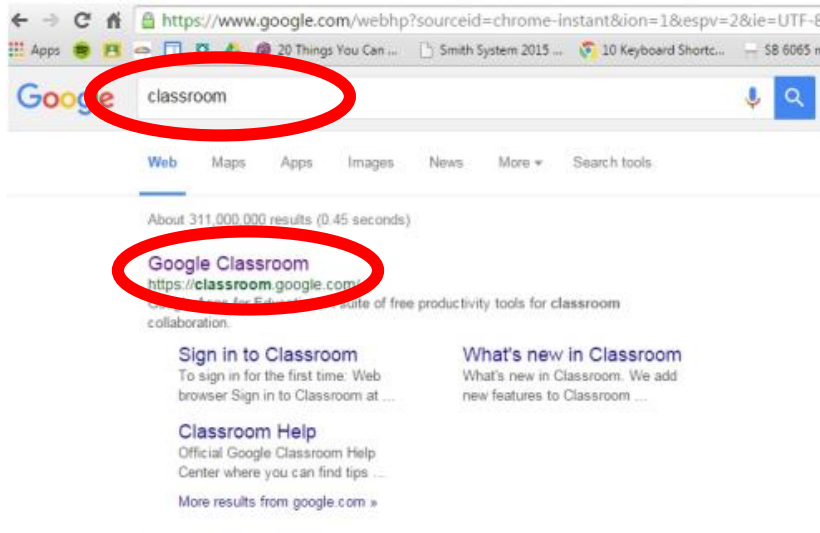 https://www.google.com/webhp?sourceid=chrome-instant&ion=1&espv=2&ie=UTF-8
Apps 20 Things You Can ... Smith System 2015 ... 10 Keyboard Shortc... SB 6065
Google classroom
Web Maps Apps Images News More Search tools
About 311,000,000 results (0.45 seconds)
Google Classroom
https://classroom.google.com/
Google Apps for Education suite of free productivity tools for classroom
collaboration.
Sign in to Classroom What's new in Classroom
To sign in for the first time: Web What's new in Classroom. We add
browser Sign in to Classroom at ... new features to Classroom ...
Classroom Help
Official Google Classroom Help
Center where you can find tips ...
More results from google.com »